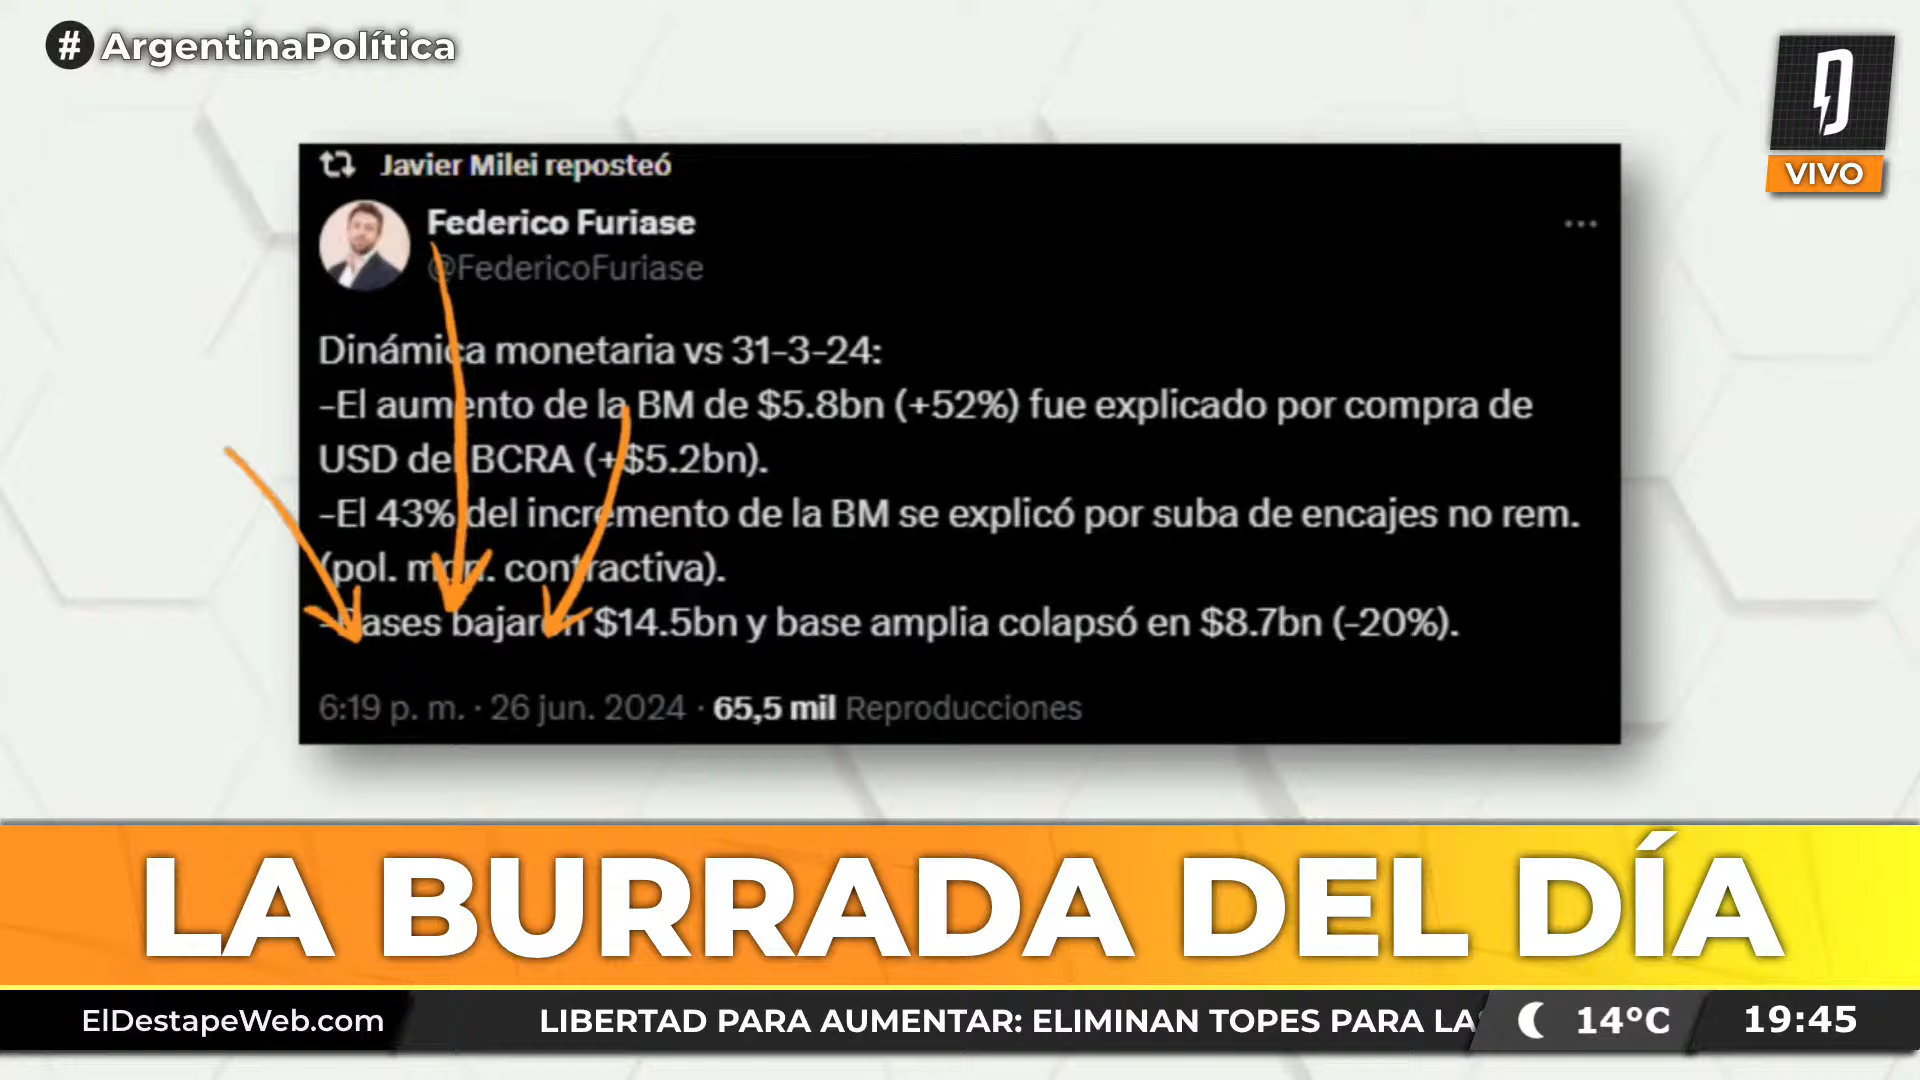 # ArgentinaPolítica
VIVO
Javier Milei reposteó
Federico Furiase
@FedericoFuriase
Dinámica monetaria vs 31-3-24:
-El aumento de la BM de $5.8bn (+52%) fue explicado por compra de
USD del BCRA (+$5.2bn).
-El 43% del incremento de la BM se explicó por suba de encajes no rem.
(pol. mon. contractiva).
-Pases bajaron $14.5bn y base amplia colapsó en $8.7bn (-20%).
6:19 p. m. · 26 jun. 2024 · 65,5 mil Reproducciones
LA BURRADA DEL DÍA
ElDestapeWeb.com
LIBERTAD PARA AUMENTAR: ELIMINAN TOPES PARA LA
14°C
19:45